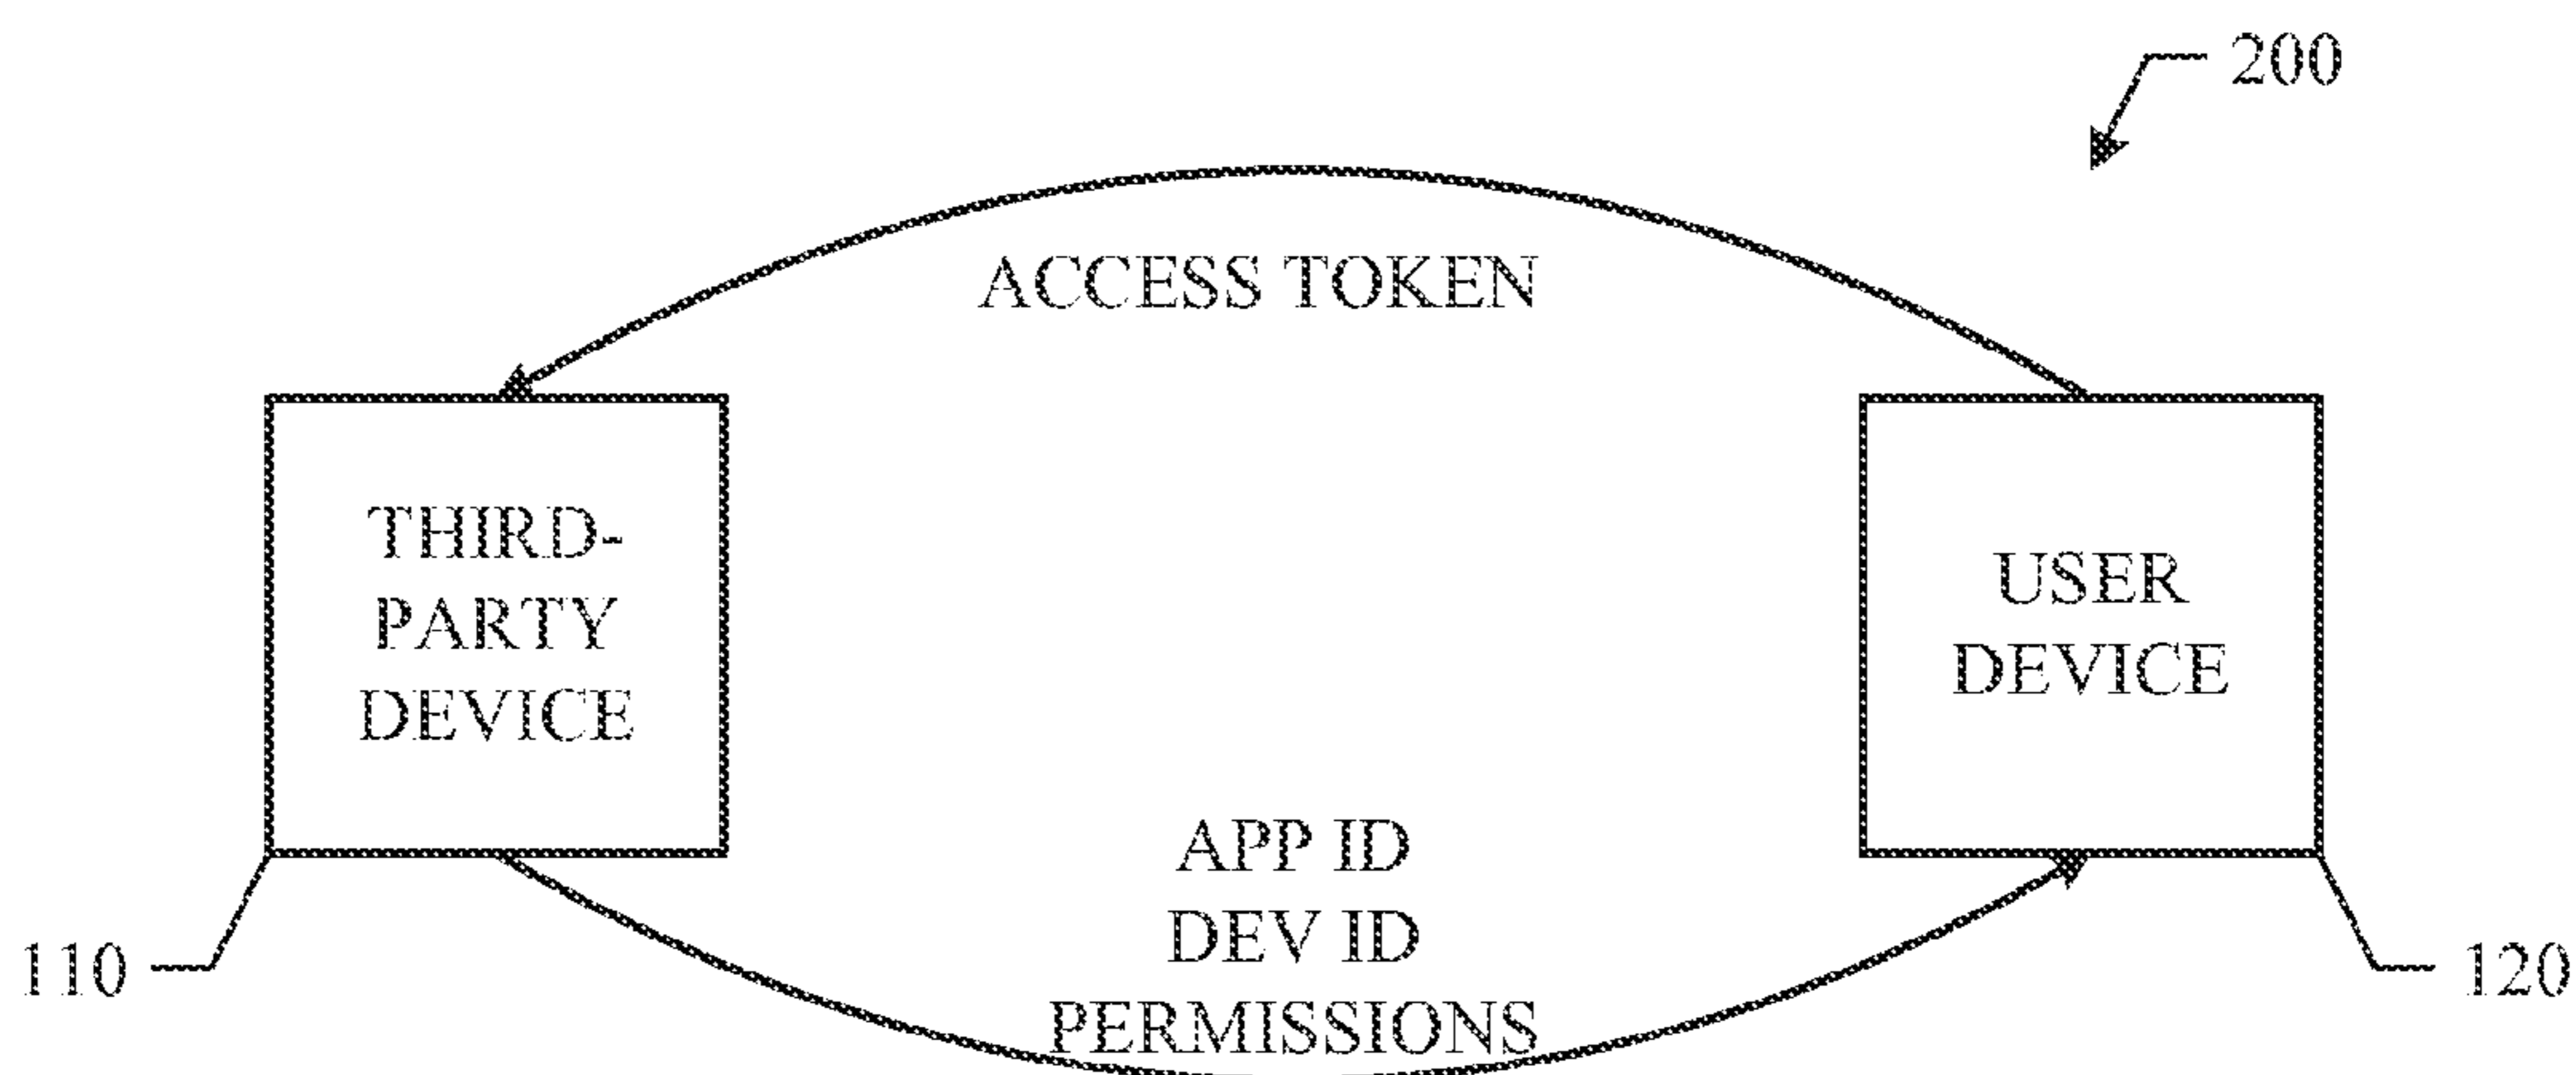 200
ACCESS TOKEN
THIRD-
PARTY
DEVICE
USER
DEVICE
APP ID
DEV ID
PERMISSIONS
110
120